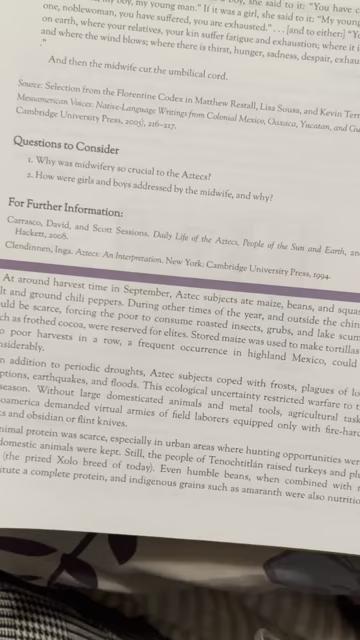 my boy, my young man." If it was a girl, she said to it: "You have c
one, noblewoman, you have suffered, you are exhausted." . . . [and to either:] "Yo
on earth, where your relatives, your kin suffer fatigue and exhaustion; where it i
and where the wind blows; where there is thirst, hunger, sadness, despair, exhau
."
And then the midwife cut the umbilical cord.
Source: Selection from the Florentine Codex in Matthew Restall, Lisa Sousa, and Kevin Terr
Mesoamerican Voices: Native-Language Writings from Colonial Mexico, Oaxaca, Yucatan, and Gu
Cambridge University Press, 2005), 216–217.
Questions to Consider
1. Why was midwifery so crucial to the Aztecs?
2. How were girls and boys addressed by the midwife, and why?
For Further Information:
Carrasco, David, and Scott Sessions. Daily Life of the Aztecs, People of the Sun and Earth, an
Hackett, 2008.
Clendinnen, Inga. Aztecs: An Interpretation. New York: Cambridge University Press, 1994.
At around harvest time in September, Aztec subjects ate maize, beans, and squas
lt and ground chili peppers. During other times of the year, and outside the chin
uld be scarce, forcing the poor to consume roasted insects, grubs, and lake scum
ch as frothed cocoa, were reserved for elites. Stored maize was used to make tortillas
o poor harvests in a row, a frequent occurrence in highland Mexico, could
nsiderably.
n addition to periodic droughts, Aztec subjects coped with frosts, plagues of lo
ptions, earthquakes, and floods. This ecological uncertainty restricted warfare to t
season. Without large domesticated animals and metal tools, agricultural task
oamerica demanded virtual armies of field laborers equipped only with fire-hard
s and obsidian or flint knives.
nimal protein was scarce, especially in urban areas where hunting opportunities wer
domestic animals were kept. Still, the people of Tenochtitlán raised turkeys and plu
(the prized Xolo breed of today). Even humble beans, when combined with
itute a complete protein, and indigenous grains such as amaranth were also nutritio